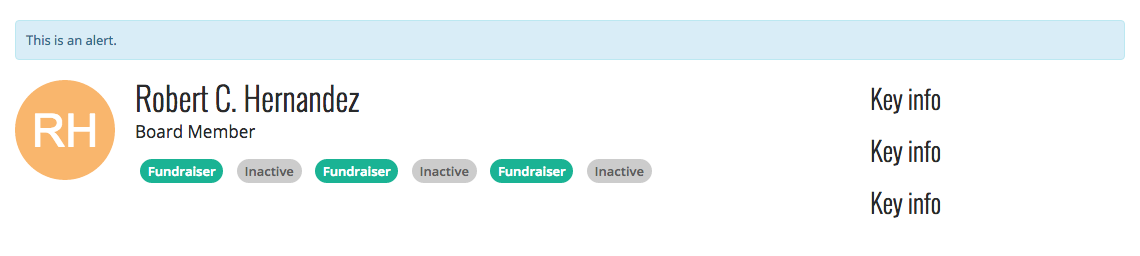 This is an alert.
RH
Robert C. Hernandez
Board Member
Fundraiser Inactive Fundraiser Inactive Fundraiser Inactive
Key info
Key info
Key info